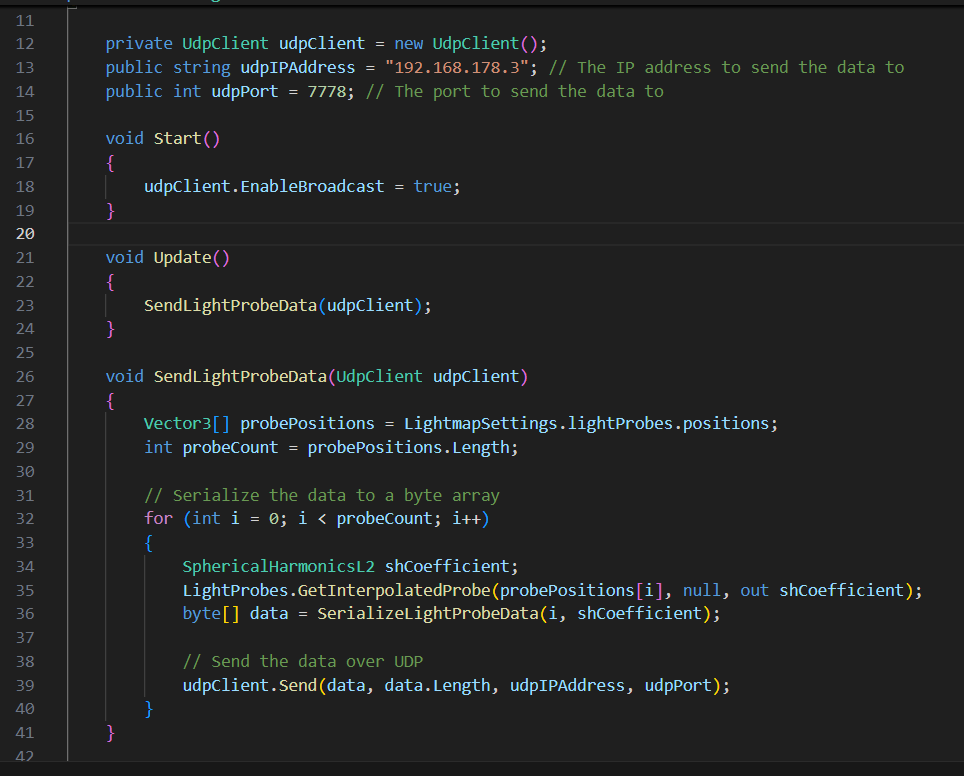 11
12 private UdpClient udpClient = new UdpClient();
13 public string udpIPAddress = "192.168.178.3"; // The IP address to send the data to
14 public int udpPort = 7778; // The port to send the data to
15
16 void Start()
17 {
18 udpClient.EnableBroadcast = true;
19 }
20
21 void Update()
22 {
23 SendLightProbeData(udpClient);
24 }
25
26 void SendLightProbeData(UdpClient udpClient)
27 {
28 Vector3[] probePositions = LightmapSettings.lightProbes.positions;
29 int probeCount = probePositions.Length;
30
31 // Serialize the data to a byte array
32 for (int i = 0; i < probeCount; i++)
33 {
34 SphericalHarmonicsL2 shCoefficient;
35 LightProbes.GetInterpolatedProbe(probePositions[i], null, out shCoefficient);
36 byte[] data = SerializeLightProbeData(i, shCoefficient);
37
38 // Send the data over UDP
39 udpClient.Send(data, data.Length, udpIPAddress, udpPort);
40 }
41 }
42